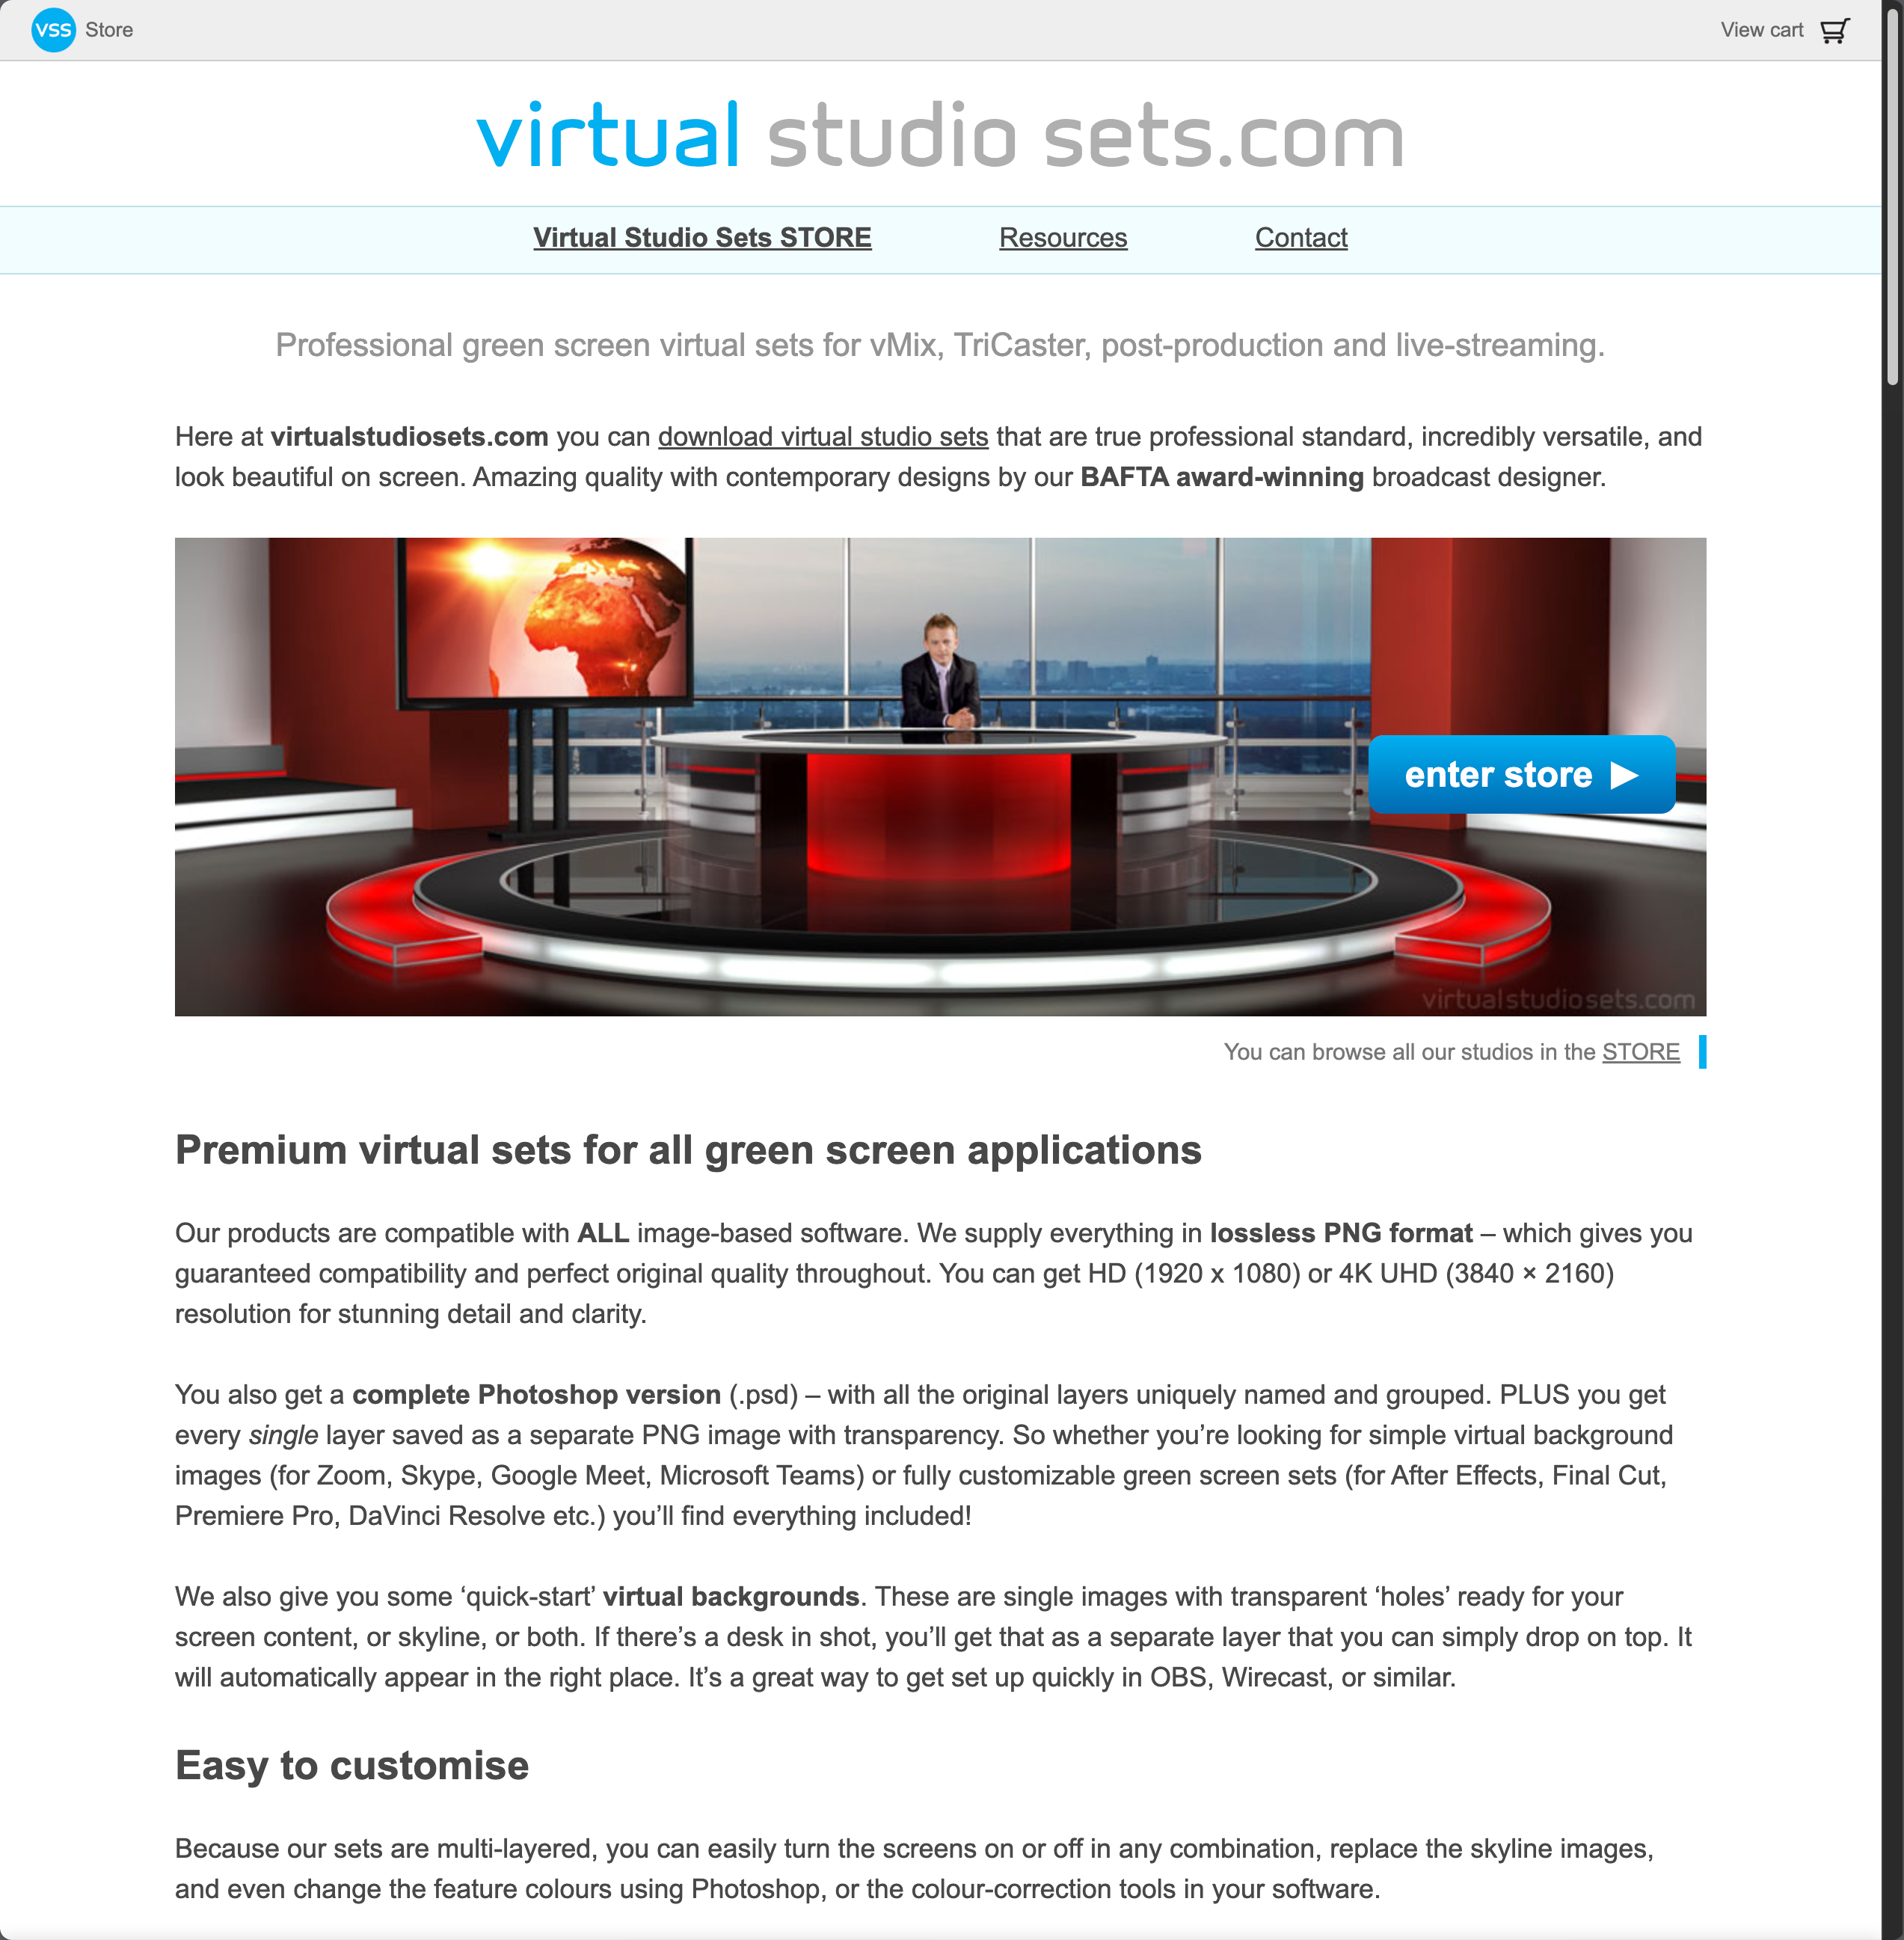 VSS Store
View cart
virtual studio sets.com
Virtual Studio Sets STORE
Resources
Contact
Professional green screen virtual sets for vMix, TriCaster, post-production and live-streaming.
Here at virtualstudiosets.com you can download virtual studio sets that are true professional standard, incredibly versatile, and
look beautiful on screen. Amazing quality with contemporary designs by our BAFTA award-winning broadcast designer.
enter store
virtualstudiosets.com
You can browse all our studios in the STORE
Premium virtual sets for all green screen applications
Our products are compatible with ALL image-based software. We supply everything in lossless PNG format – which gives you
guaranteed compatibility and perfect original quality throughout. You can get HD (1920 x 1080) or 4K UHD (3840 × 2160)
resolution for stunning detail and clarity.
You also get a complete Photoshop version (.psd) – with all the original layers uniquely named and grouped. PLUS you get
every single layer saved as a separate PNG image with transparency. So whether you’re looking for simple virtual background
images (for Zoom, Skype, Google Meet, Microsoft Teams) or fully customizable green screen sets (for After Effects, Final Cut,
Premiere Pro, DaVinci Resolve etc.) you’ll find everything included!
We also give you some ‘quick-start’ virtual backgrounds. These are single images with transparent ‘holes’ ready for your
screen content, or skyline, or both. If there’s a desk in shot, you’ll get that as a separate layer that you can simply drop on top. It
will automatically appear in the right place. It’s a great way to get set up quickly in OBS, Wirecast, or similar.
Easy to customise
Because our sets are multi-layered, you can easily turn the screens on or off in any combination, replace the skyline images,
and even change the feature colours using Photoshop, or the colour-correction tools in your software.